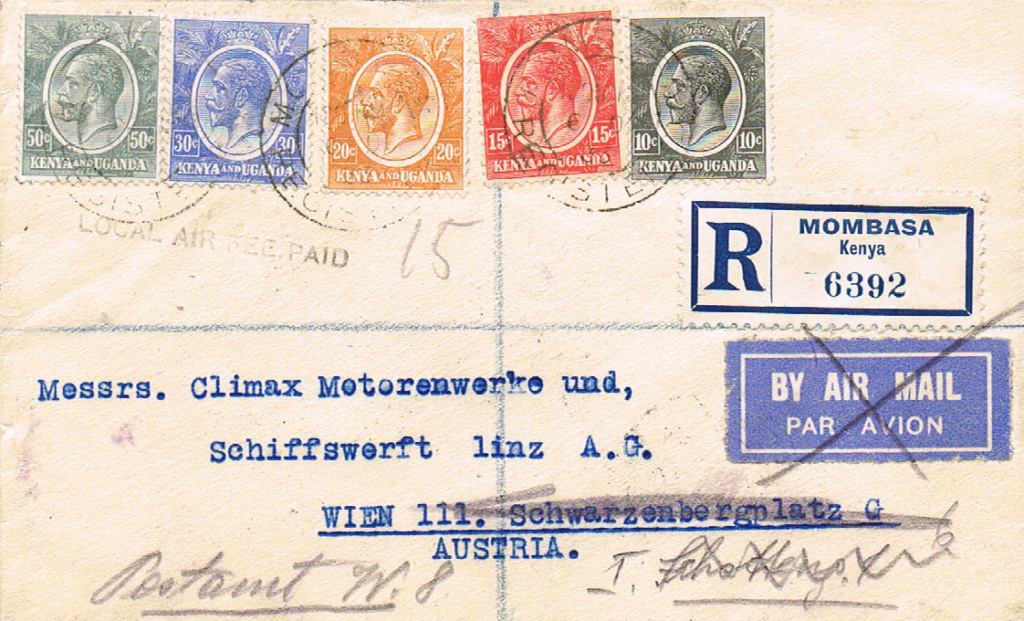 50c 50c
KENYA AND UGANDA
30c 30
KENYA AND UGANDA
20c 20c
KENYA AND UGANDA
15c 15c
KENYA AND UGANDA
10c 10c
KENYA AND UGANDA
LOCAL AIR FEE PAID
15
R
MOMBASA
Kenya
6392
BY AIR MAIL
PAR AVION
Messrs. Climax Motorenwerke und,
Schiffswerft linz A.G.
WIEN 111. Schwarzenbergplatz G
AUSTRIA.
Postamt W. 8
I.